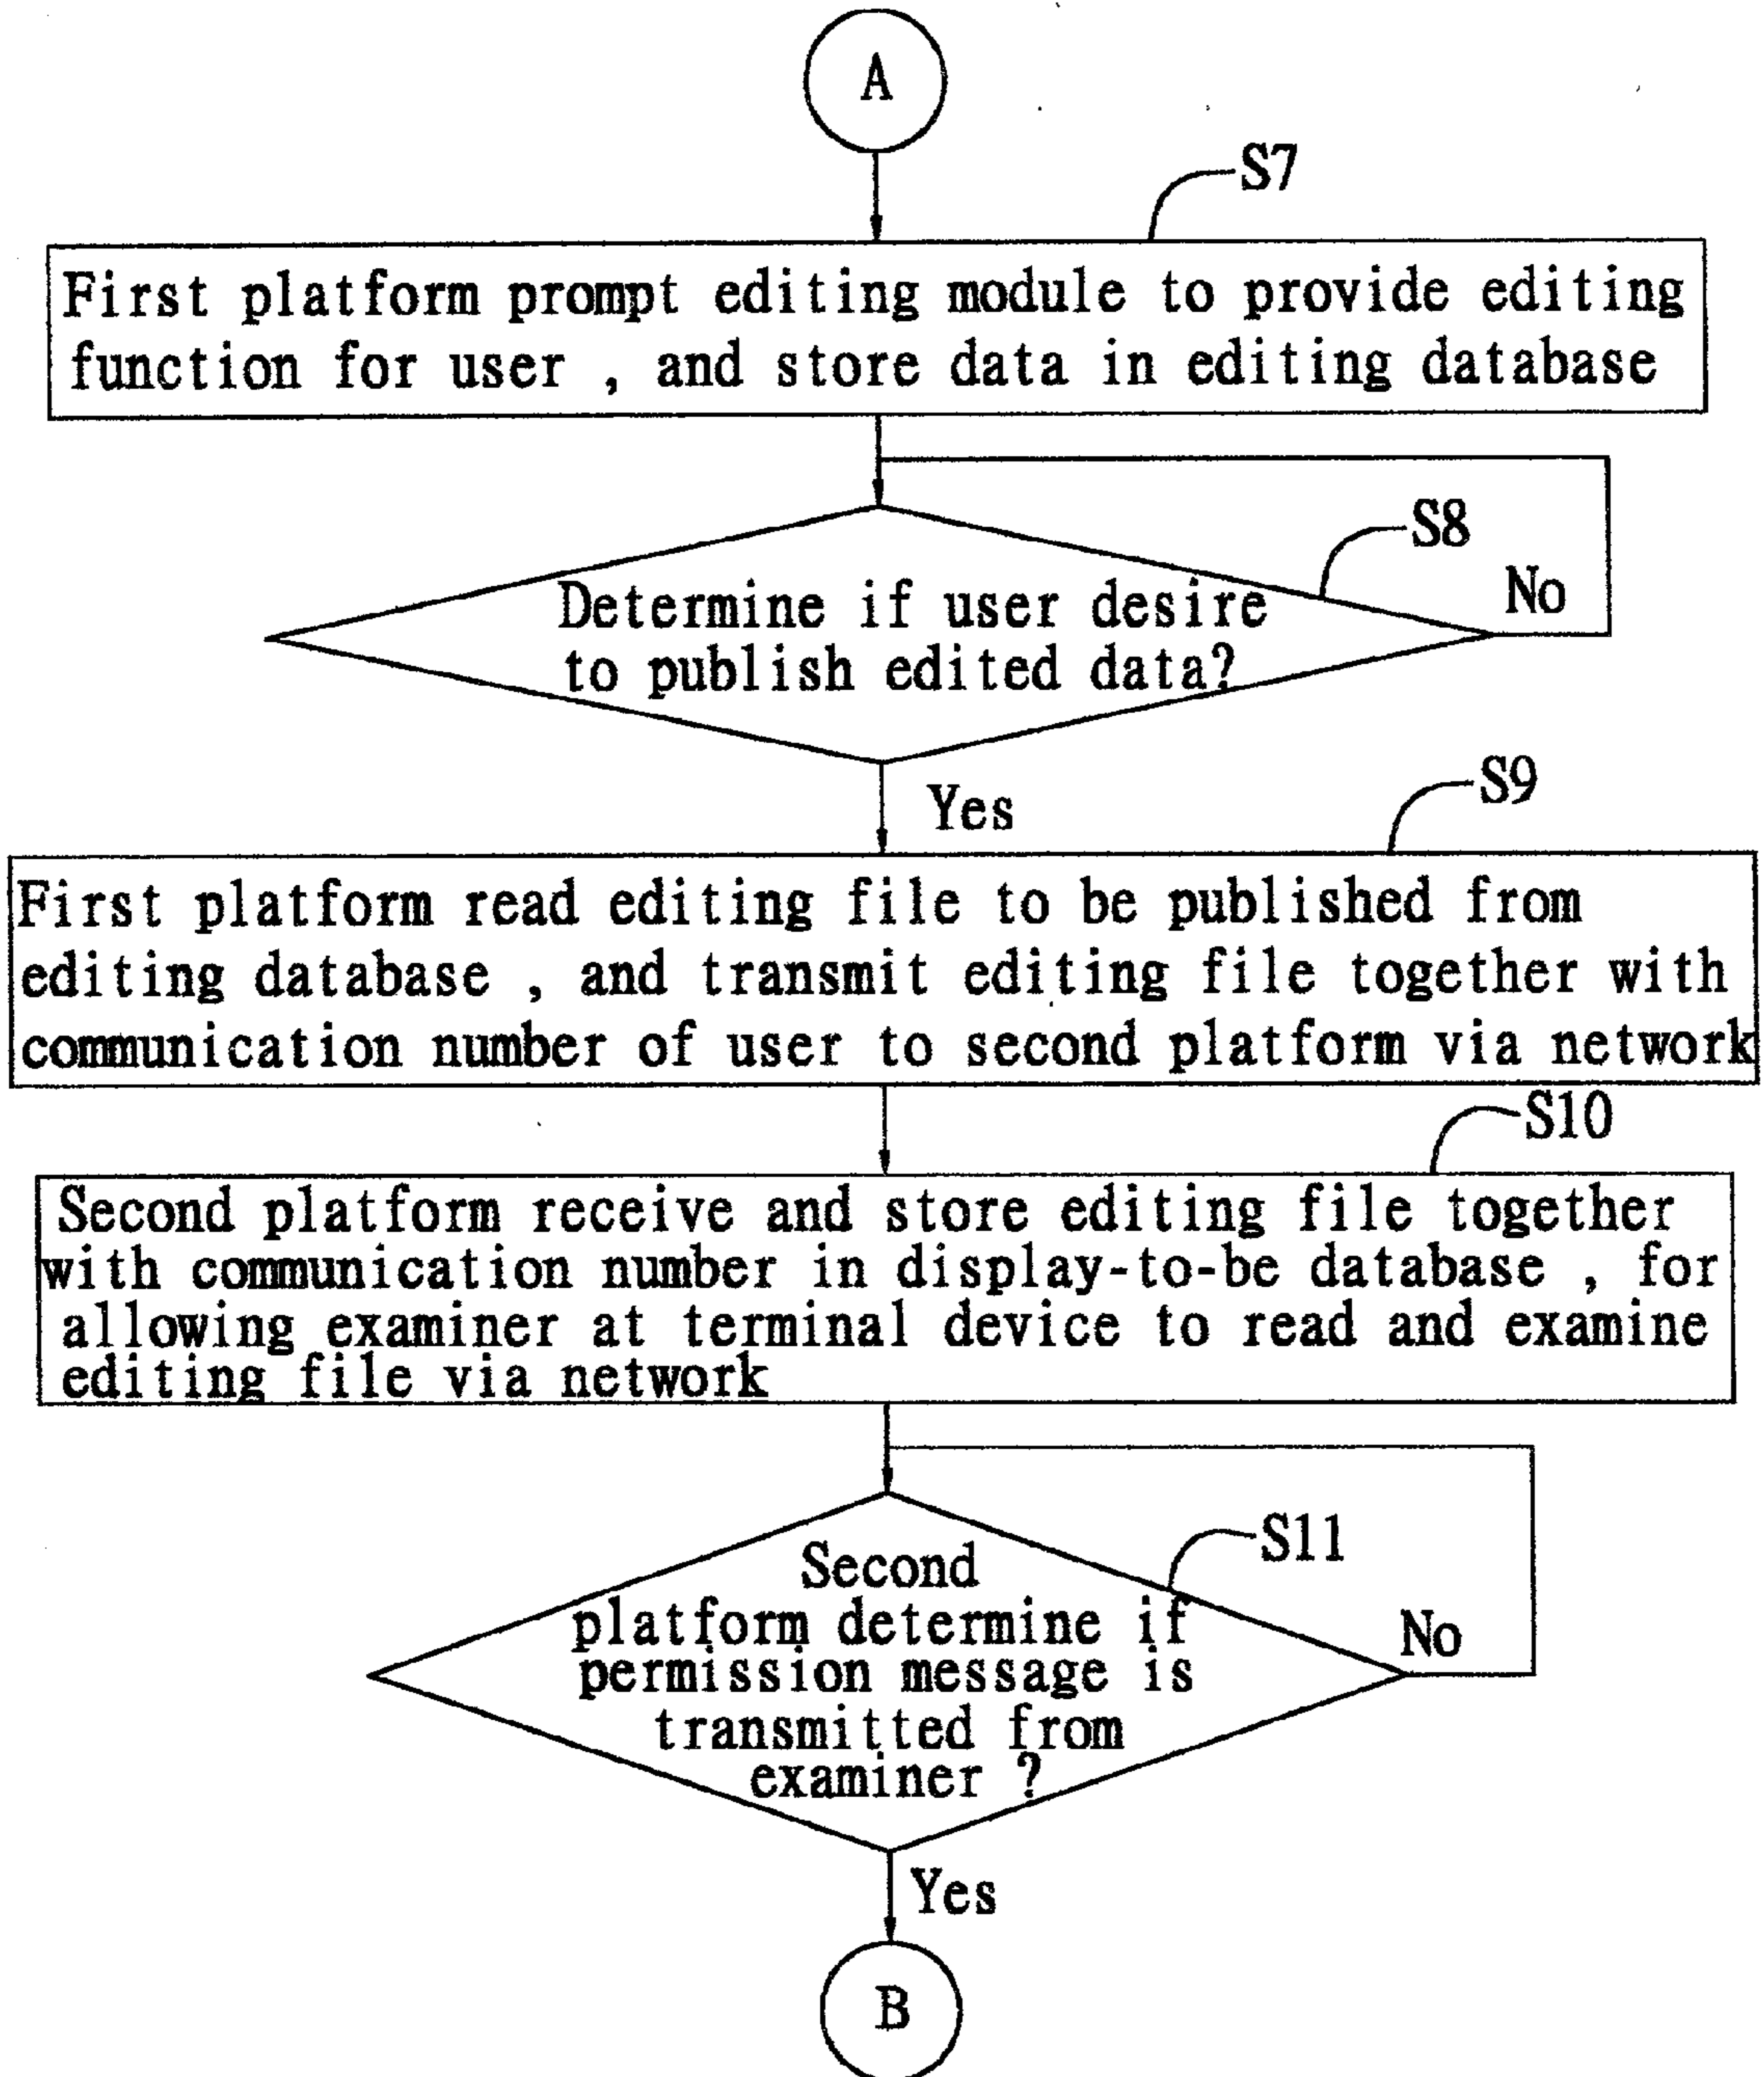 A
S7
First platform prompt editing module to provide editing
function for user , and store data in editing database
S8
No
Determine if user desire
to publish edited data?
Yes
S9
First platform read editing file to be published from
editing database , and transmit editing file together with
communication number of user to second platform via network
S10
Second platform receive and store editing file together
with communication number in display-to-be database , for
allowing examiner at terminal device to read and examine
editing file via network
S11
Second
platform determine if
No
permission message is
transmitted from
examiner ?
Yes
B